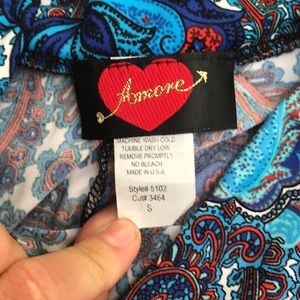 Amore
MACHINE WASH COLD
TUMBLE DRY LOW
REMOVE PROMPTLY
NO BLEACH
MADE IN U.S.A
Style# 5102
Cut# 3464
S